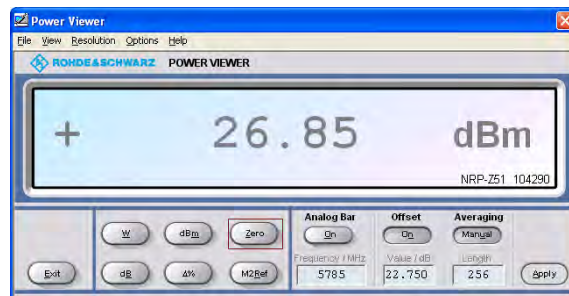 Power Viewer
File View Resolution Options Help
ROHDE&SCHWARZ POWER VIEWER
+ 26.85 dBm
NRP-Z51 104290
Analog Bar Offset Averaging
W dBm Zero On On Manual
Frequency / MHz Value / dB Length
Exit dB Δ% M2Ref 5785 22.750 256 Apply